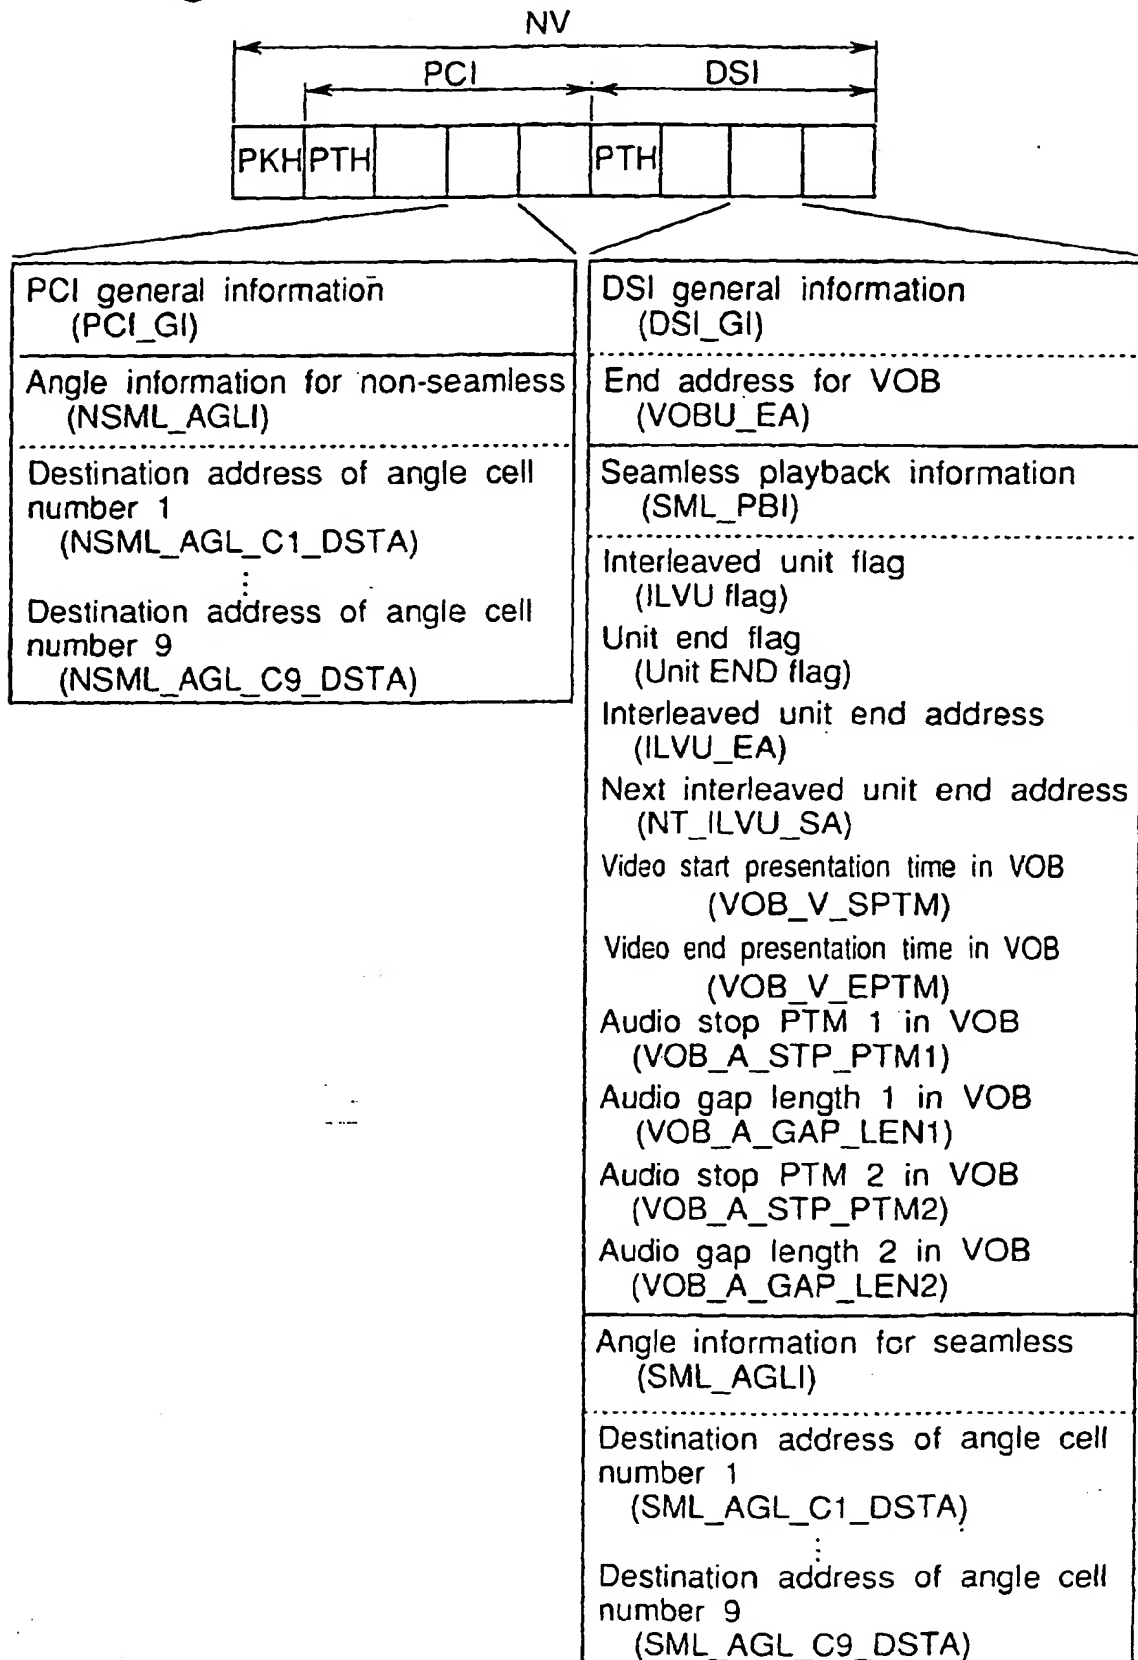 NV
PCI DSI
PKH PTH PTH
PCI general information
(PCI_GI)
Angle information for non-seamless
(NSML_AGLI)
Destination address of angle cell
number 1
(NSML_AGL_C1_DSTA)
⋮
Destination address of angle cell
number 9
(NSML_AGL_C9_DSTA)
DSI general information
(DSI_GI)
End address for VOB
(VOBU_EA)
Seamless playback information
(SML_PBI)
Interleaved unit flag
(ILVU flag)
Unit end flag
(Unit END flag)
Interleaved unit end address
(ILVU_EA)
Next interleaved unit end address
(NT_ILVU_SA)
Video start presentation time in VOB
(VOB_V_SPTM)
Video end presentation time in VOB
(VOB_V_EPTM)
Audio stop PTM 1 in VOB
(VOB_A_STP_PTM1)
Audio gap length 1 in VOB
(VOB_A_GAP_LEN1)
Audio stop PTM 2 in VOB
(VOB_A_STP_PTM2)
Audio gap length 2 in VOB
(VOB_A_GAP_LEN2)
Angle information for seamless
(SML_AGLI)
Destination address of angle cell
number 1
(SML_AGL_C1_DSTA)
⋮
Destination address of angle cell
number 9
(SML_AGL_C9_DSTA)